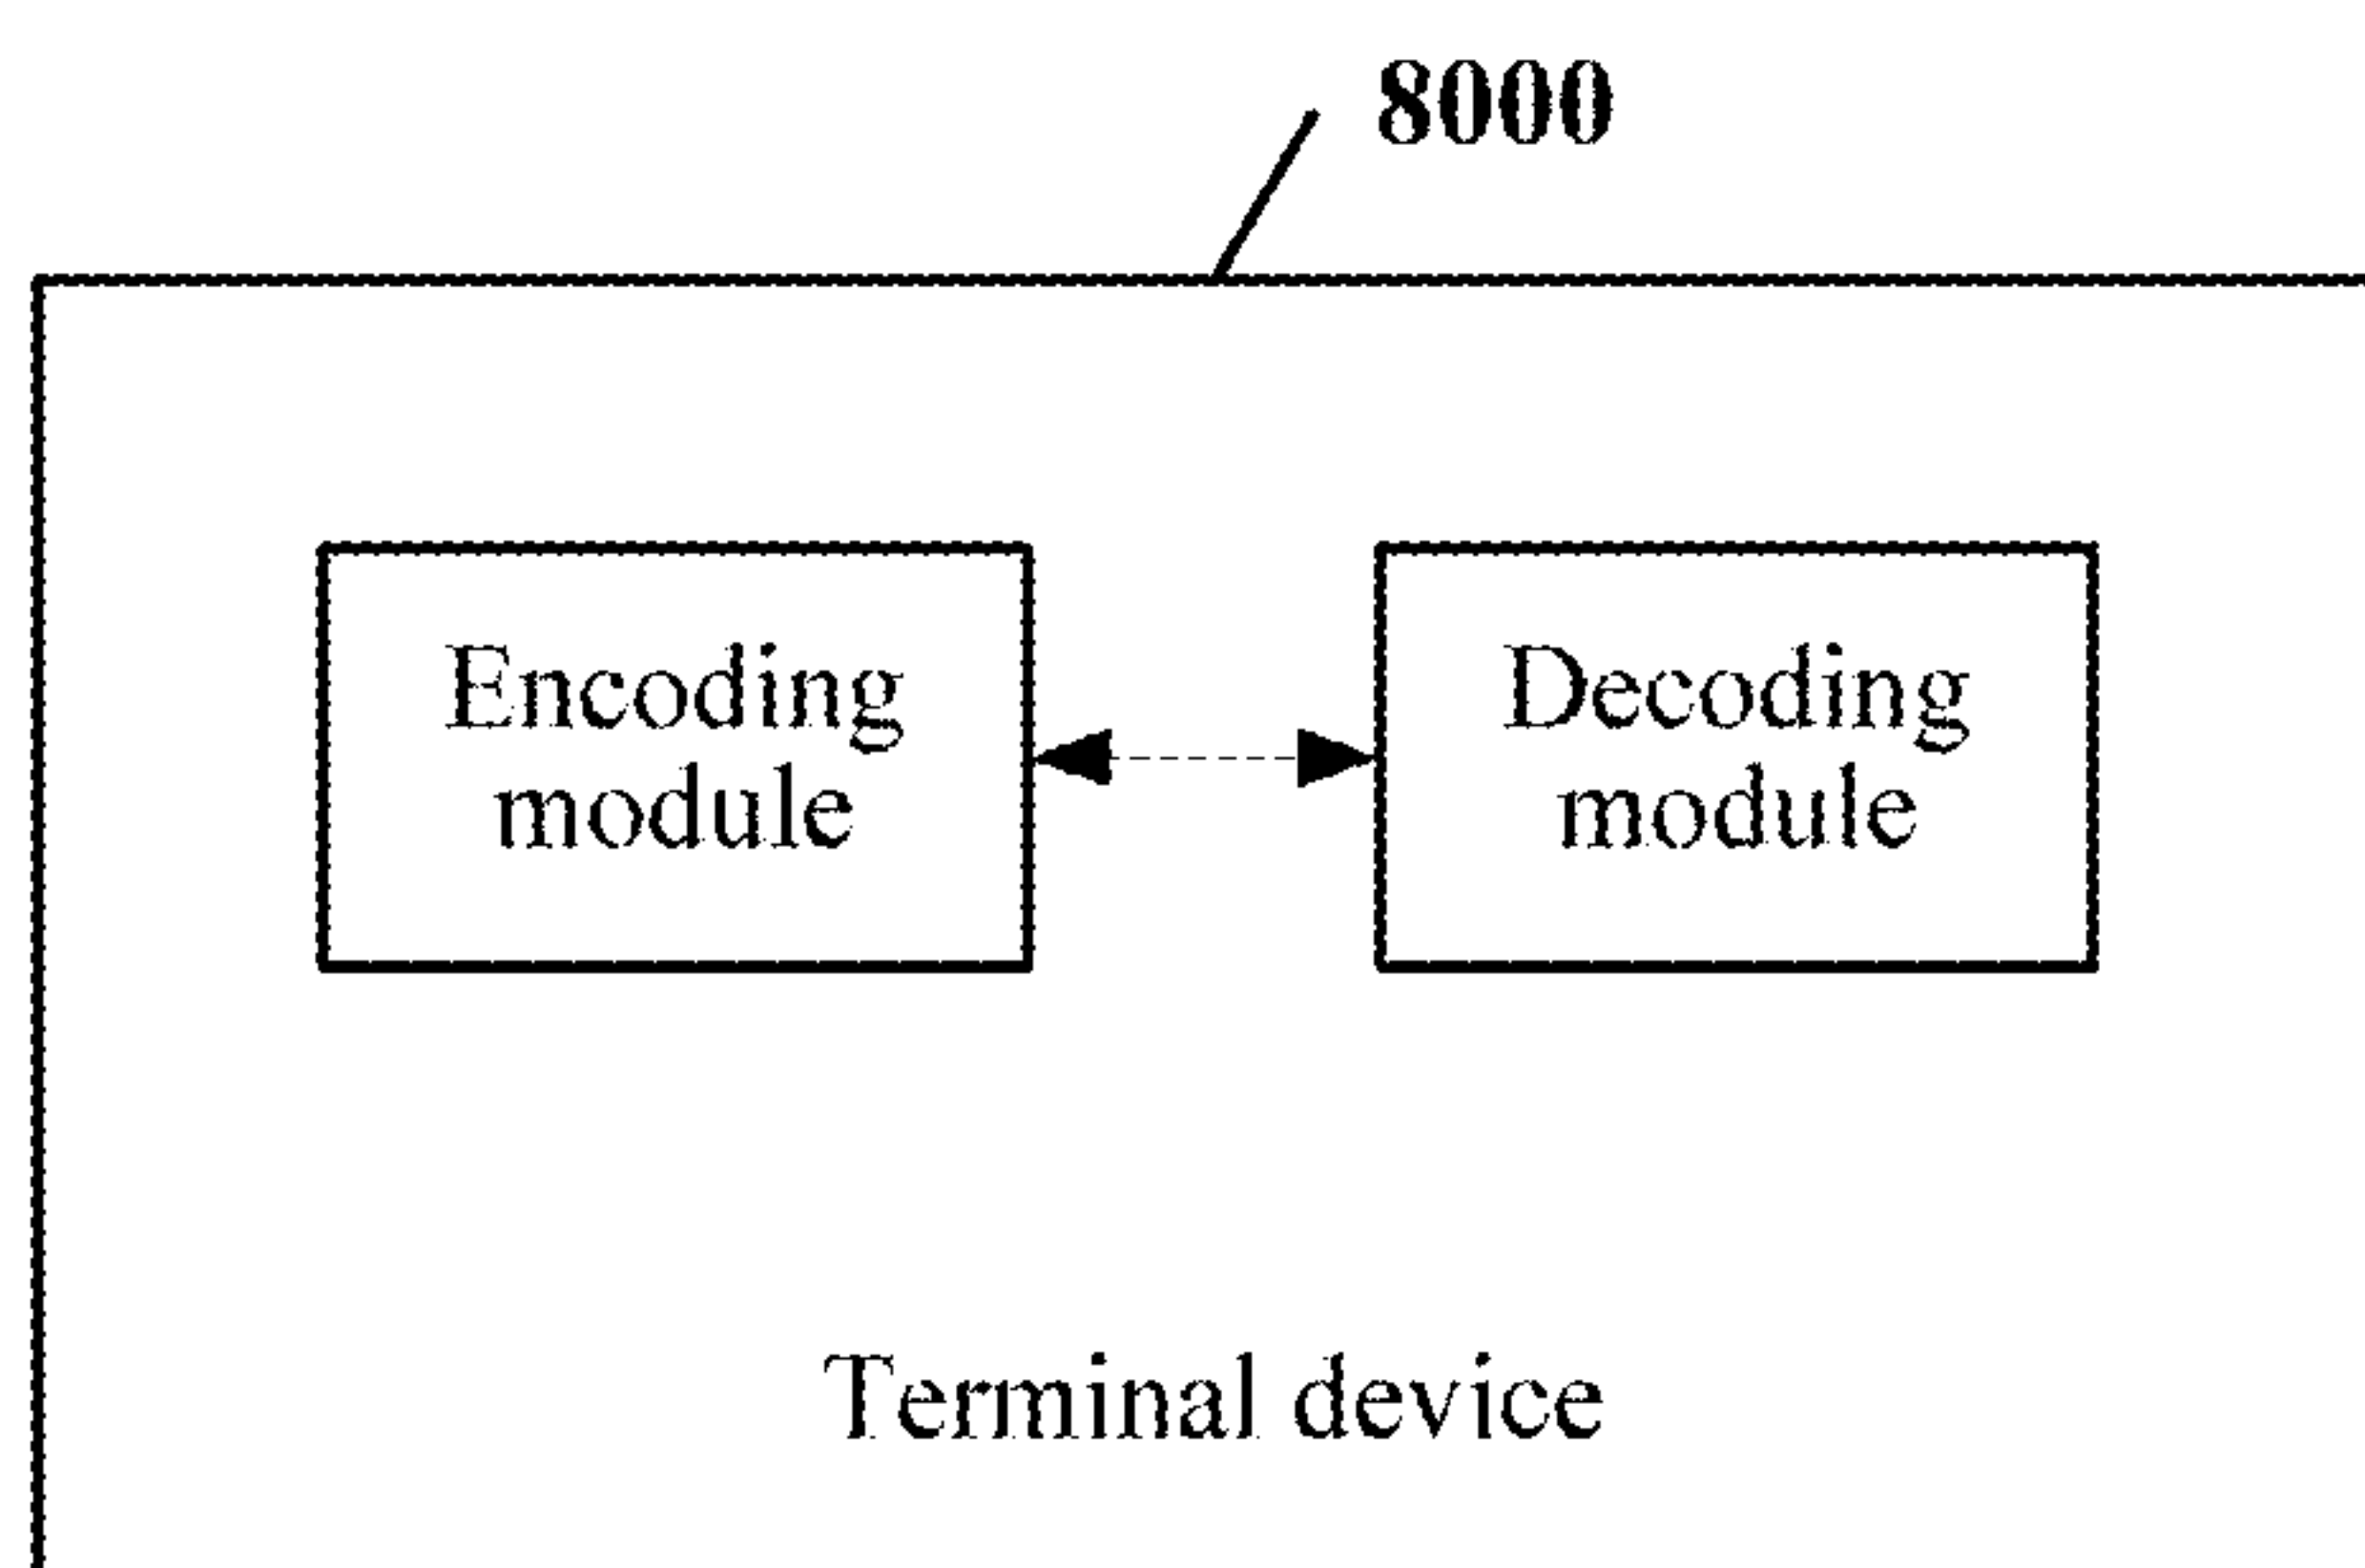 8000
Encoding
module
Decoding
module
Terminal device